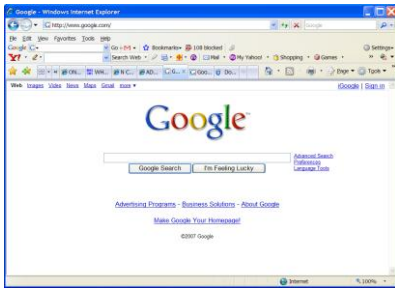 Google - Windows Internet Explorer
http://www.google.com/
Google
File Edit View Favorites Tools Help
Google Go Bookmarks 108 blocked Settings
Search Web Mail My Yahoo! Shopping Games
Page Tools
Web Images Video News Maps Gmail more iGoogle | Sign in
Google
Advanced Search
Preferences
Language Tools
Google Search I'm Feeling Lucky
Advertising Programs - Business Solutions - About Google
Make Google Your Homepage!
©2007 Google
Internet 100%